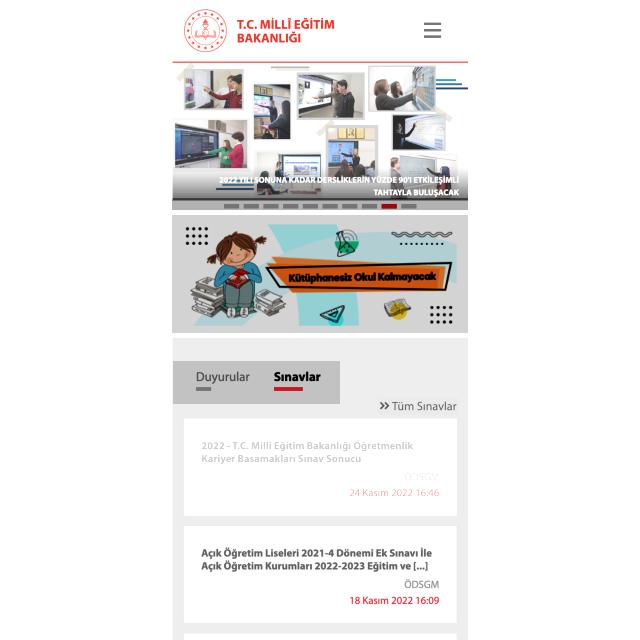 T.C. MİLLÎ EĞİTİM
BAKANLIĞI
2022 YILI SONUNA KADAR DERSLİKLERİN YÜZDE 90'I ETKİLEŞİMLİ
TAHTAYLA BULUŞACAK
Kütüphanesiz Okul Kalmayacak
Duyurular
Sınavlar
Tüm Sınavlar
2022 - T.C. Millî Eğitim Bakanlığı Öğretmenlik
Kariyer Basamakları Sınav Sonucu
ÖDSGM
24 Kasım 2022 16:46
Açık Öğretim Liseleri 2021-4 Dönemi Ek Sınavı İle
Açık Öğretim Kurumları 2022-2023 Eğitim ve [...]
ÖDSGM
18 Kasım 2022 16:09